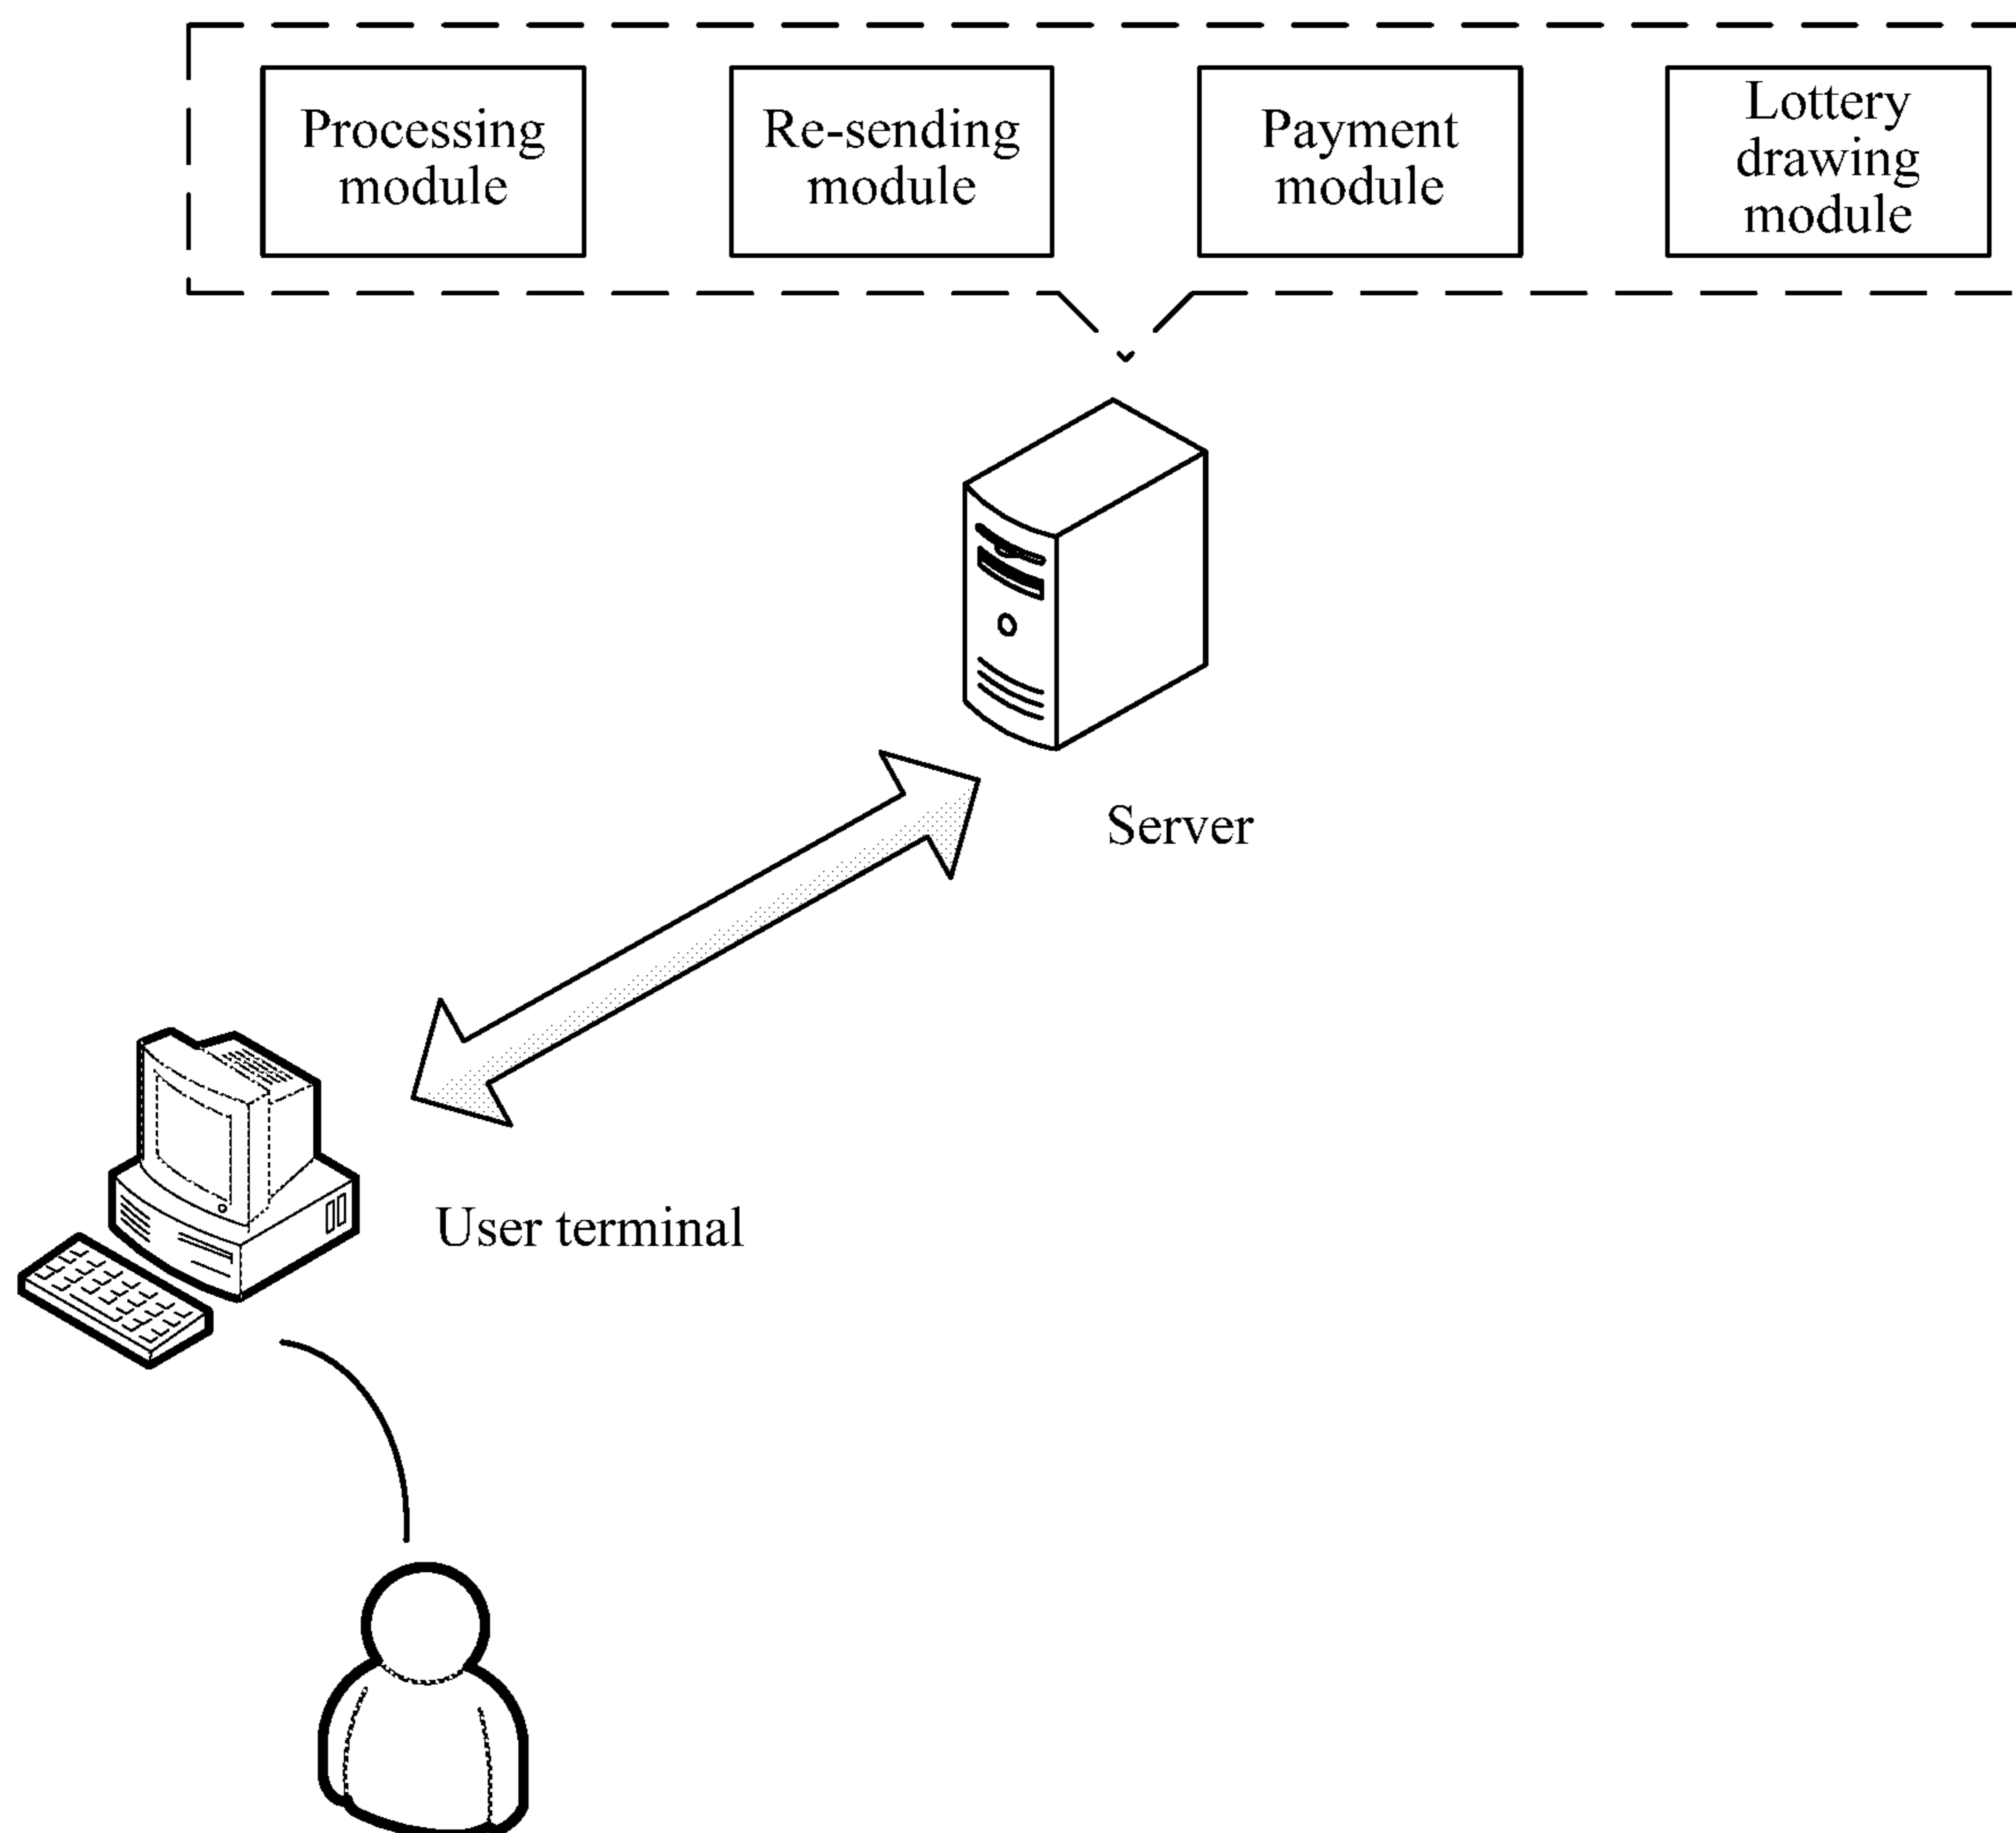 Processing
module
Re-sending
module
Payment
module
Lottery
drawing
module
Server
User terminal